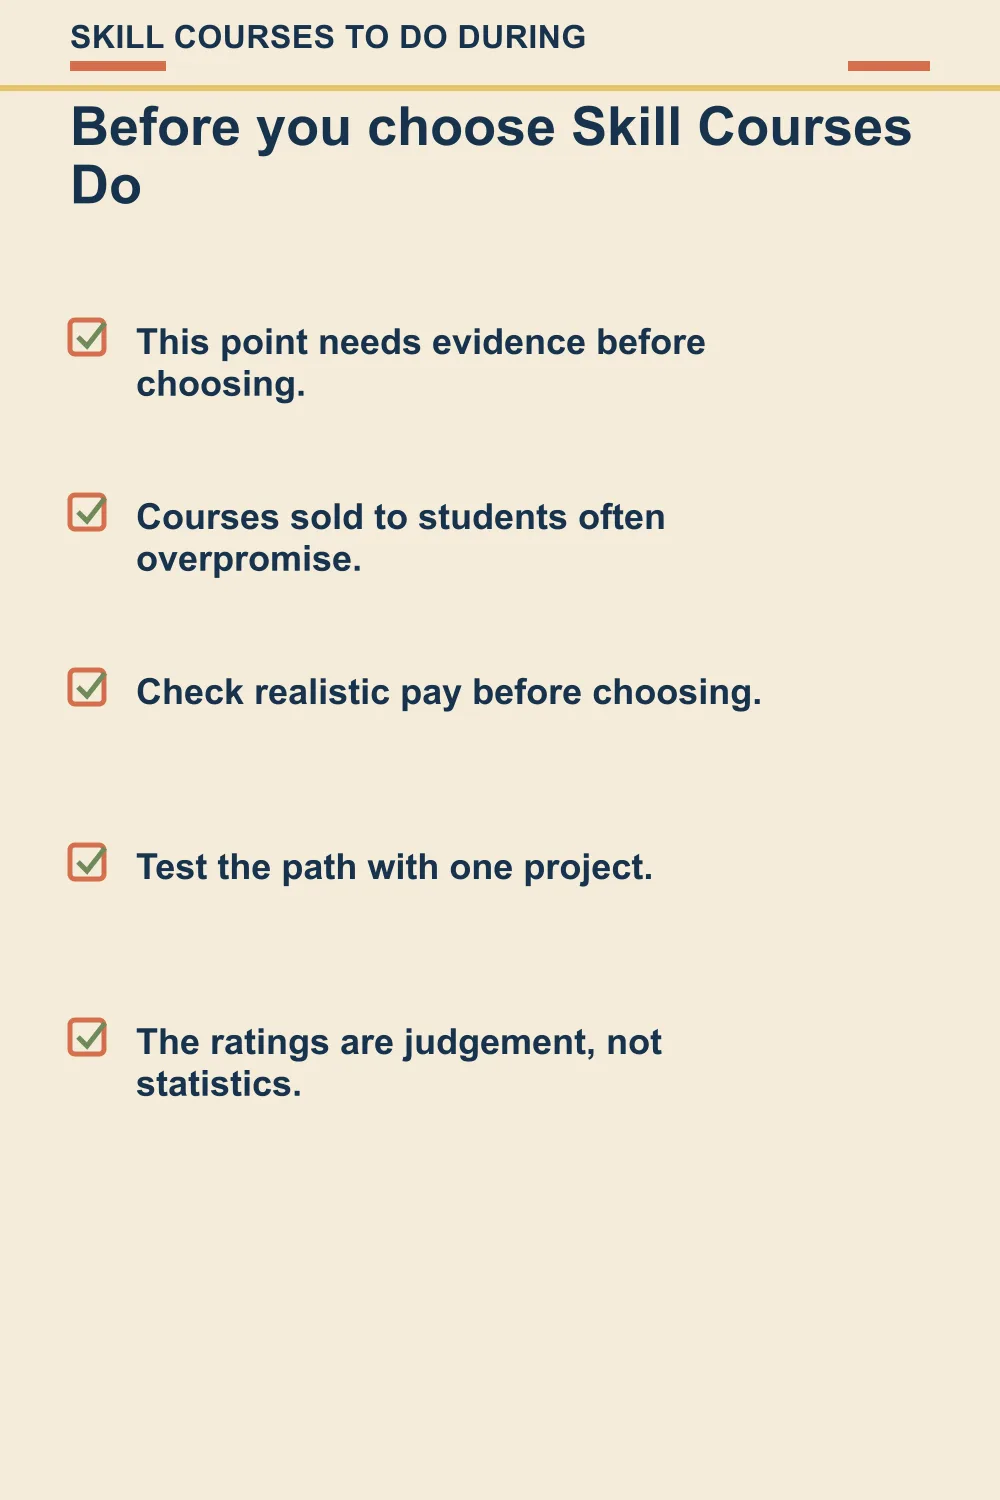 SKILL COURSES TO DO DURING
Before you choose Skill Courses
Do
This point needs evidence before
choosing.
Courses sold to students often
overpromise.
Check realistic pay before choosing.
Test the path with one project.
The ratings are judgement, not
statistics.